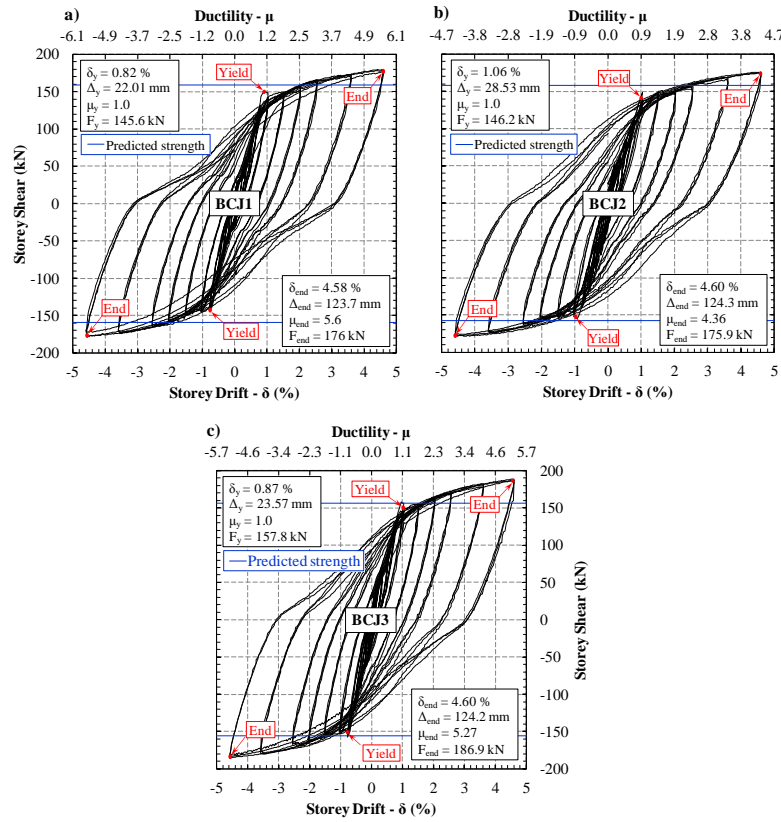 a)
Ductility - μ
-6.1 -4.9 -3.7 -2.4 -1.2 0.0 1.2 2.4 3.7 4.9 6.1
200
150
100
50
0
-50
-100
-150
-200
Storey Shear (kN)
δy = 0.82 %
Δy = 22.01 mm
μy = 1.0
Fy = 145.6 kN
Predicted strength
Yield
End
BCJ1
End
Yield
δend = 4.58 %
Δend = 123.7 mm
μend = 5.6
Fend = 176 kN
-5 -4 -3 -2 -1 0 1 2 3 4 5
Storey Drift - δ (%)
b)
Ductility - μ
-4.7 -3.8 -2.8 -1.9 -0.9 0.0 0.9 1.9 2.8 3.8 4.7
δy = 1.06 %
Δy = 28.53 mm
μy = 1.0
Fy = 146.2 kN
Predicted strength
Yield
End
BCJ2
End
Yield
δend = 4.60 %
Δend = 124.3 mm
μend = 4.36
Fend = 175.9 kN
-5 -4 -3 -2 -1 0 1 2 3 4 5
Storey Drift - δ (%)
c)
Ductility - μ
-5.7 -4.6 -3.4 -2.3 -1.1 0.0 1.1 2.3 3.4 4.6 5.7
δy = 0.87 %
Δy = 23.57 mm
μy = 1.0
Fy = 157.8 kN
Predicted strength
Yield
End
BCJ3
End
Yield
δend = 4.60 %
Δend = 124.2 mm
μend = 5.27
Fend = 186.9 kN
200
150
100
50
0
-50
-100
-150
-200
Storey Shear (kN)
-5 -4 -3 -2 -1 0 1 2 3 4 5
Storey Drift - δ (%)